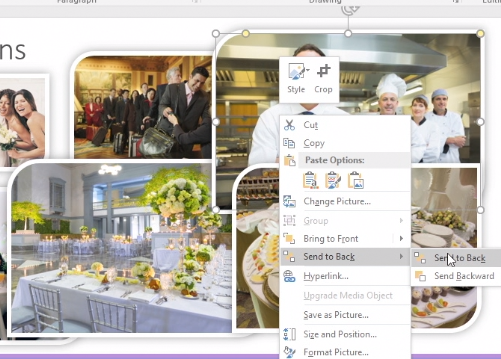 Paragraph
Drawing
ns
Style
Crop
Cut
Copy
Paste Options:
Change Picture...
Group
Bring to Front
Send to Back
Send to Back
Hyperlink...
Send Backward
Upgrade Media Object
Save as Picture...
Size and Position...
Format Picture...